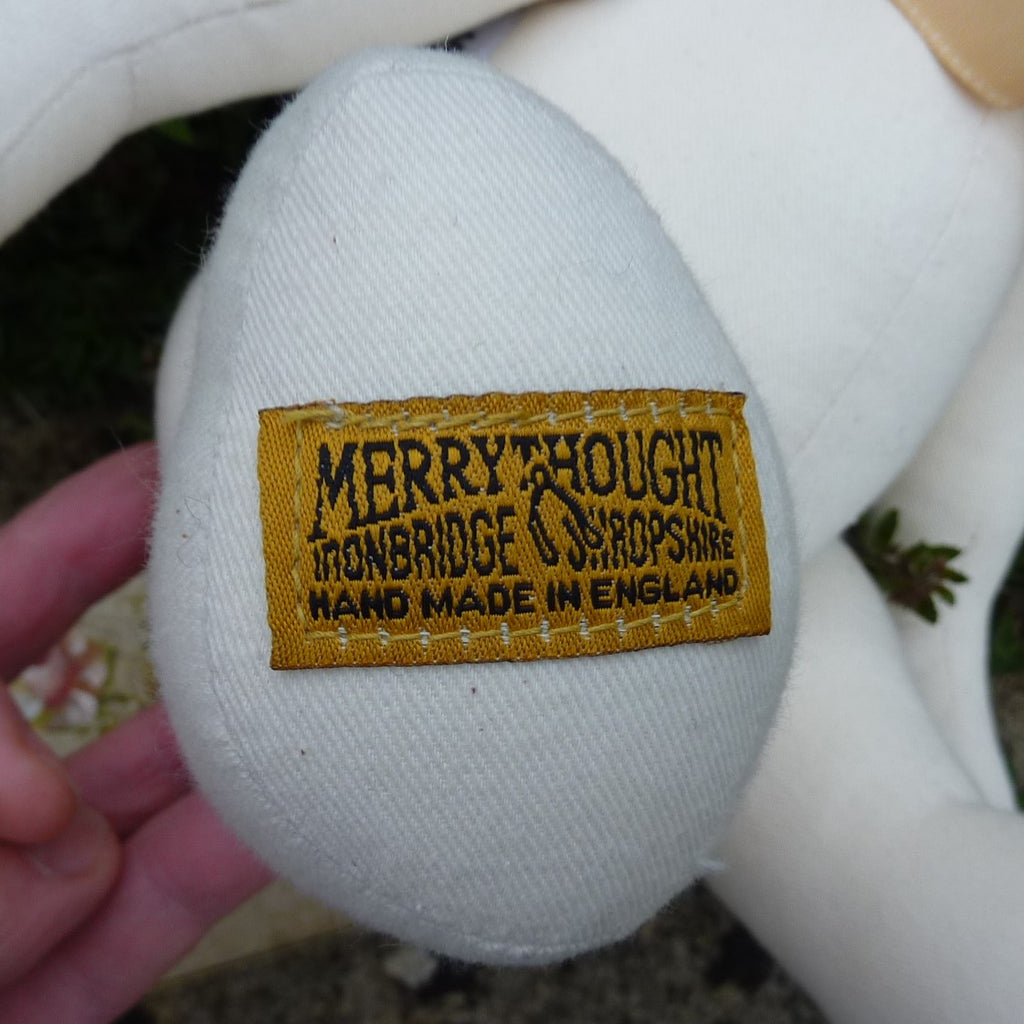 MERRYTHOUGHT
IRONBRIDGE SHROPSHIRE
HAND MADE IN ENGLAND